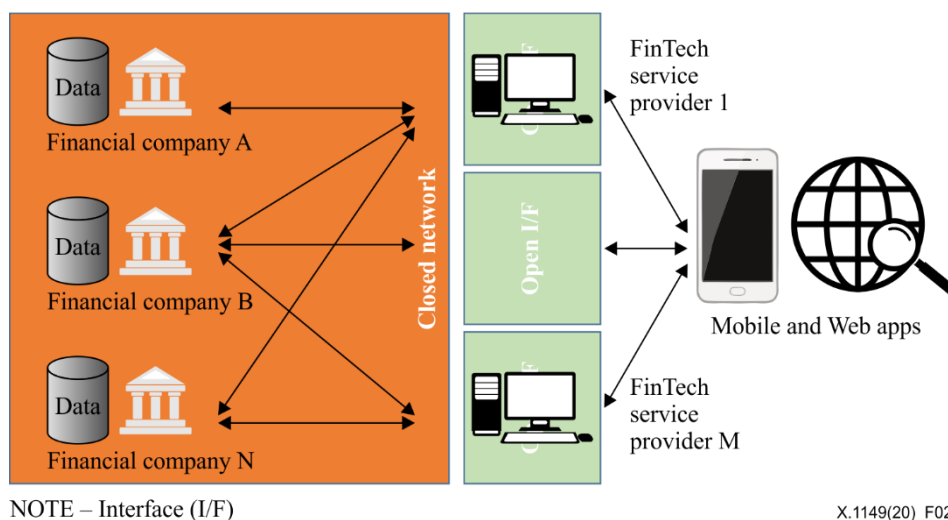 Data
Financial company A
Data
Financial company B
Data
Financial company N
Closed network
Open I/F
FinTech
service
provider 1
Mobile and Web apps
FinTech
service
provider M
NOTE – Interface (I/F)
X.1149(20)_F02